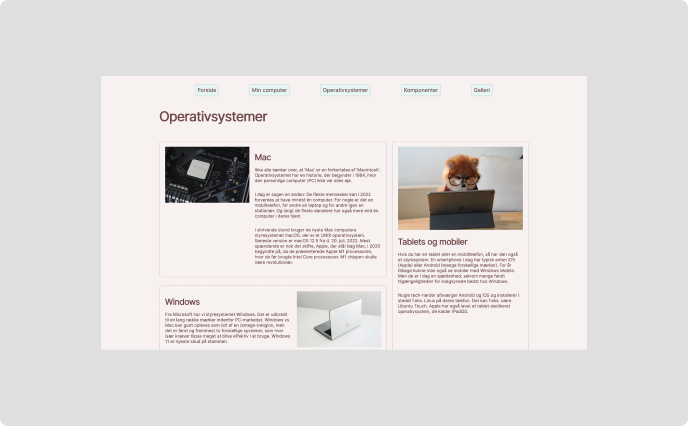 Forside
Min computer
Operativsystemer
Komponenter
Galleri
Operativsystemer
Mac
Ikke alle tænker over, at 'Mac' er en forkortelse af 'Macintosh'.
Operativsystemet har en historie, der begynder i 1984, hvor
den personlige computer (PC) ikke var alles eje.
I dag er sagen en anden: De fleste mennesker kan i 2022
forventes at have mindst én computer. For nogle er det en
mobiltelefon, for andre en laptop og for andre igen en
stationær. Og langt de fleste danskere har også mere end én
computer i deres hjem.
I skrivende stund bruger de nyeste Mac computere
styresystemet macOS, der er et UNIX operativsystem.
Seneste version er macOS 12.5 fra d. 20. juli, 2022. Mest
spændende er nok det skifte, Apple, der står bag Mac, i 2020
begyndte på, da de præsenterede Apple M1 processorer,
hvor de før brugte Intel Core processorer. M1 chippen skulle
være revolutionær.
Windows
Fra Microsoft har vi styresystemet Windows. Det er udbredt
til en lang række mærker indenfor PC-markedet. Windows vs
Mac kan godt opleves som lidt af en (tekno-)religion, men
det er langt og fremmest to forskellige systemer, som hver
især kræver tilpas meget at blive effektiv i at bruge. Windows
11 er nyeste skud på stammen.
Tablets og mobiler
Hvis du har en tablet eller en mobiltelefon, så har den også
et styresystem. En smartphone i dag har typisk enten iOS
(Apple) eller Android (mange forskellige mærker). For år
tilbage kunne man også se mobiler med Windows Mobile.
Men de er i dag en sjældenhed, selvom mange fandt
tilgængeligheden for svagsynede bedst hos Windows.
Nogle tech-nørder afværger Android og iOS og installerer i
stedet f.eks. Linux på deres telefon. Det kan f.eks. være
Ubuntu Touch. Apple har også lavet et tablet-dedikeret
operativsystem, de kalder iPadOS.